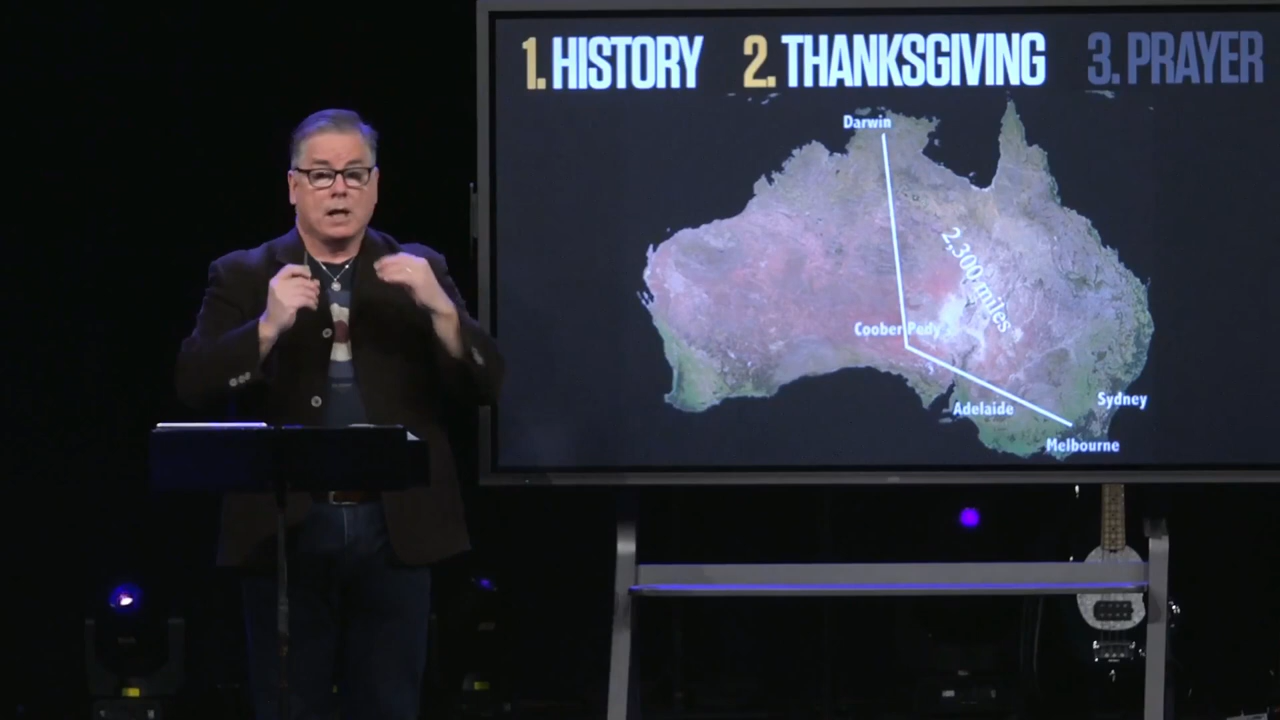 1. HISTORY 2. THANKSGIVING 3. PRAYER
Darwin
2,300 miles
Coober Pedy
Sydney
Adelaide
Melbourne